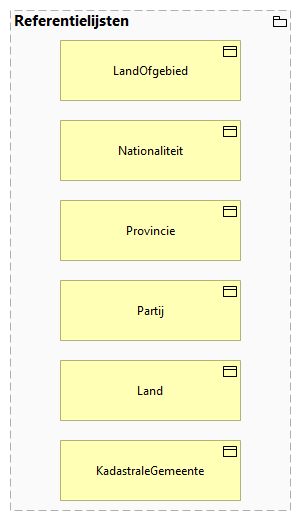 Referentielijsten
LandOfgebied
Nationaliteit
Provincie
Partij
Land
KadastraleGemeente